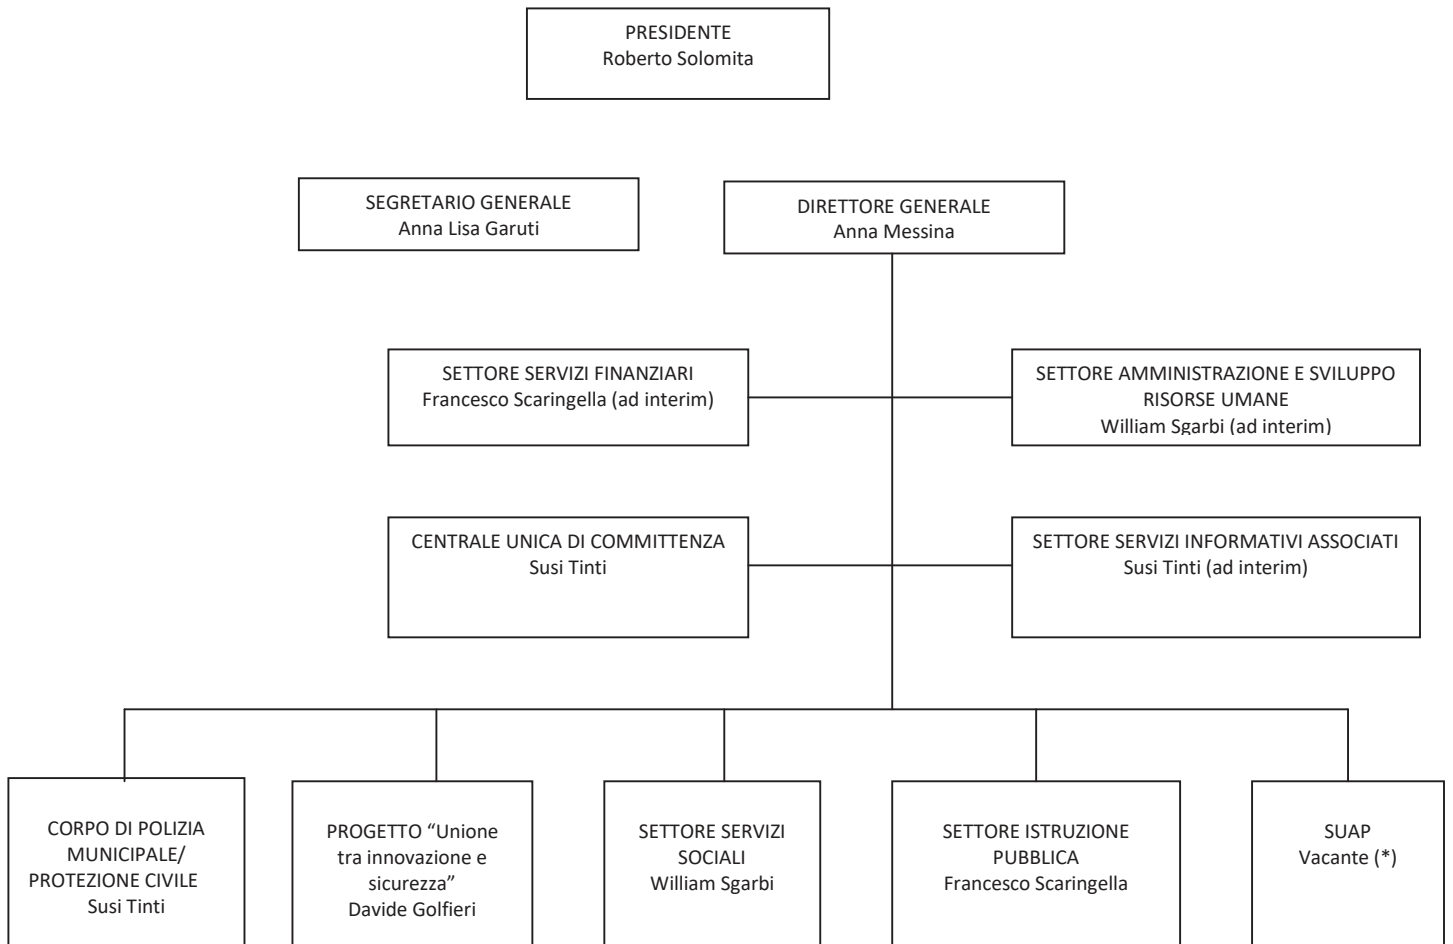 PRESIDENTE
Roberto Solomita
SEGRETARIO GENERALE
Anna Lisa Garuti
DIRETTORE GENERALE
Anna Messina
SETTORE SERVIZI FINANZIARI
Francesco Scaringella (ad interim)
SETTORE AMMINISTRAZIONE E SVILUPPO
RISORSE UMANE
William Sgarbi (ad interim)
CENTRALE UNICA DI COMMITTENZA
Susi Tinti
SETTORE SERVIZI INFORMATIVI ASSOCIATI
Susi Tinti (ad interim)
CORPO DI POLIZIA
MUNICIPALE/
PROTEZIONE CIVILE
Susi Tinti
PROGETTO “Unione
tra innovazione e
sicurezza”
Davide Golfieri
SETTORE SERVIZI
SOCIALI
William Sgarbi
SETTORE ISTRUZIONE
PUBBLICA
Francesco Scaringella
SUAP
Vacante (*)